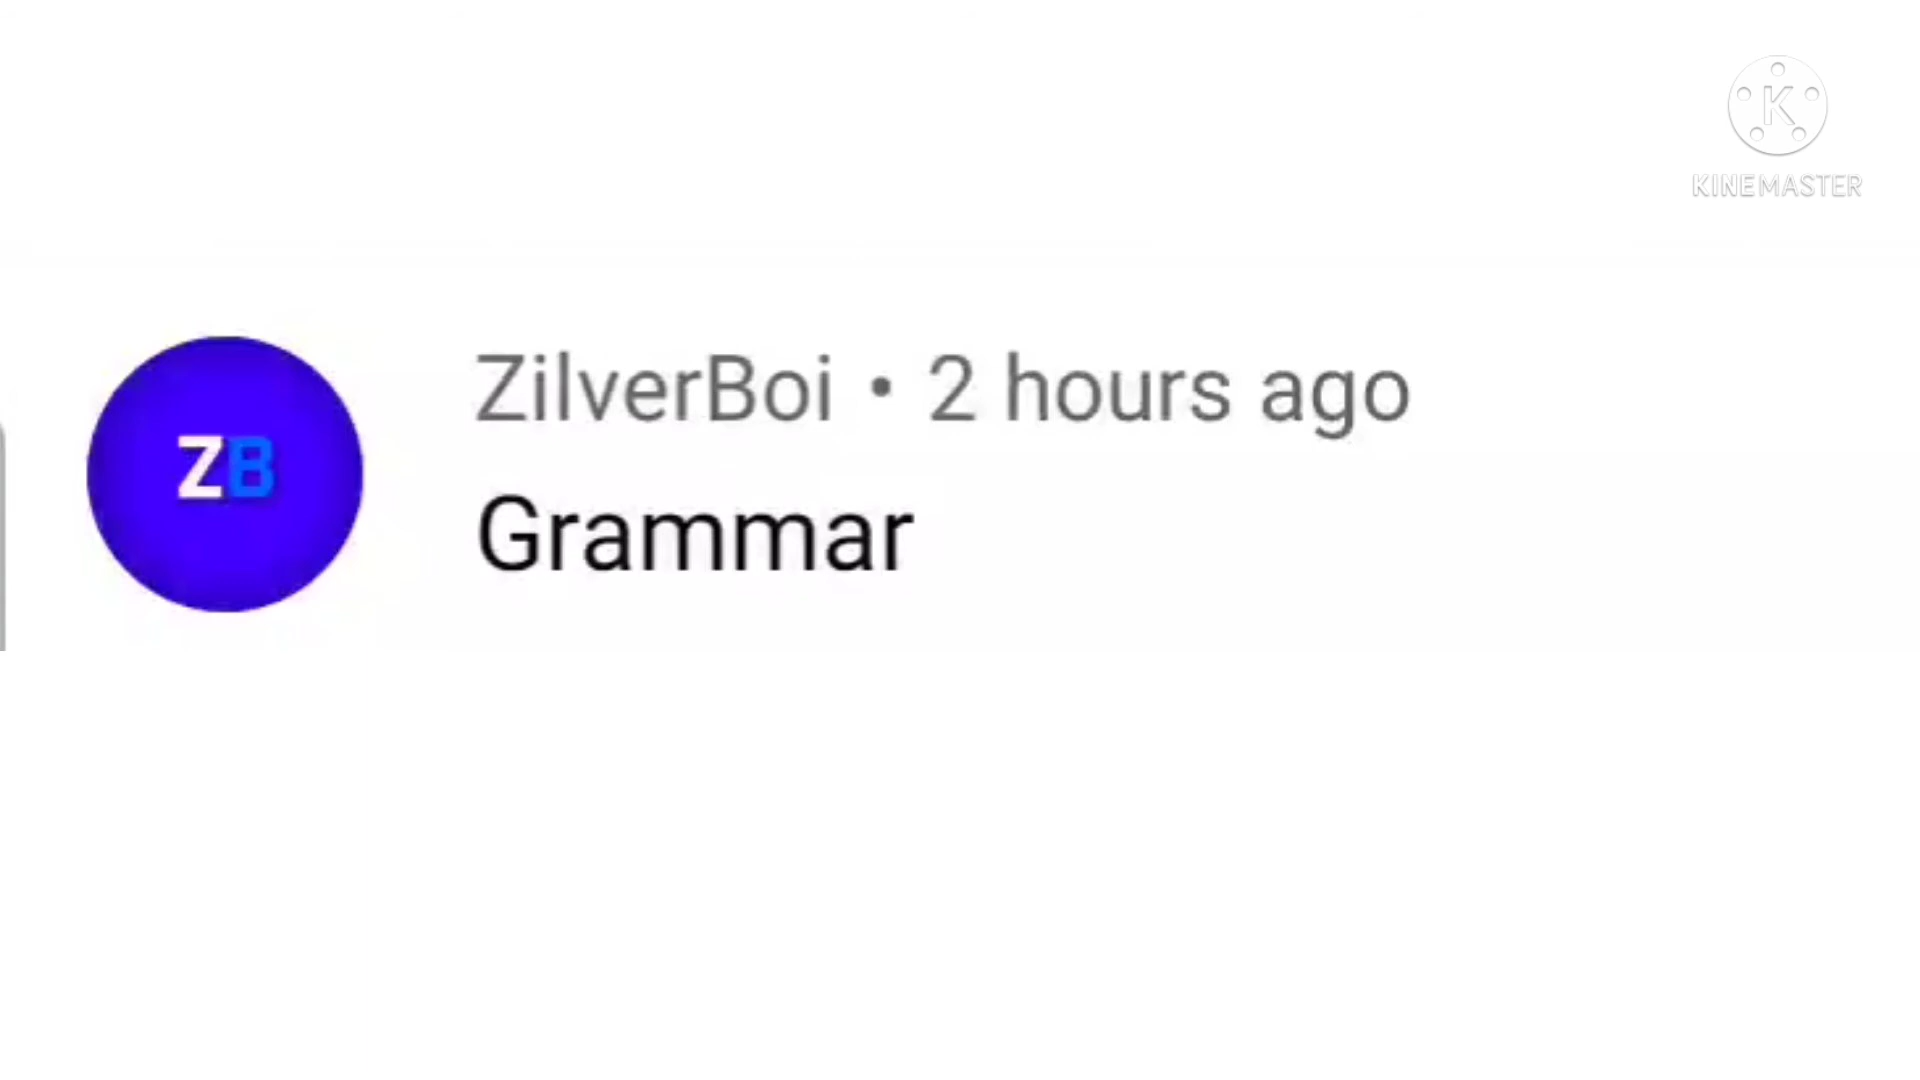 K
KINEMASTER
ZilverBoi • 2 hours ago
ZB
Grammar